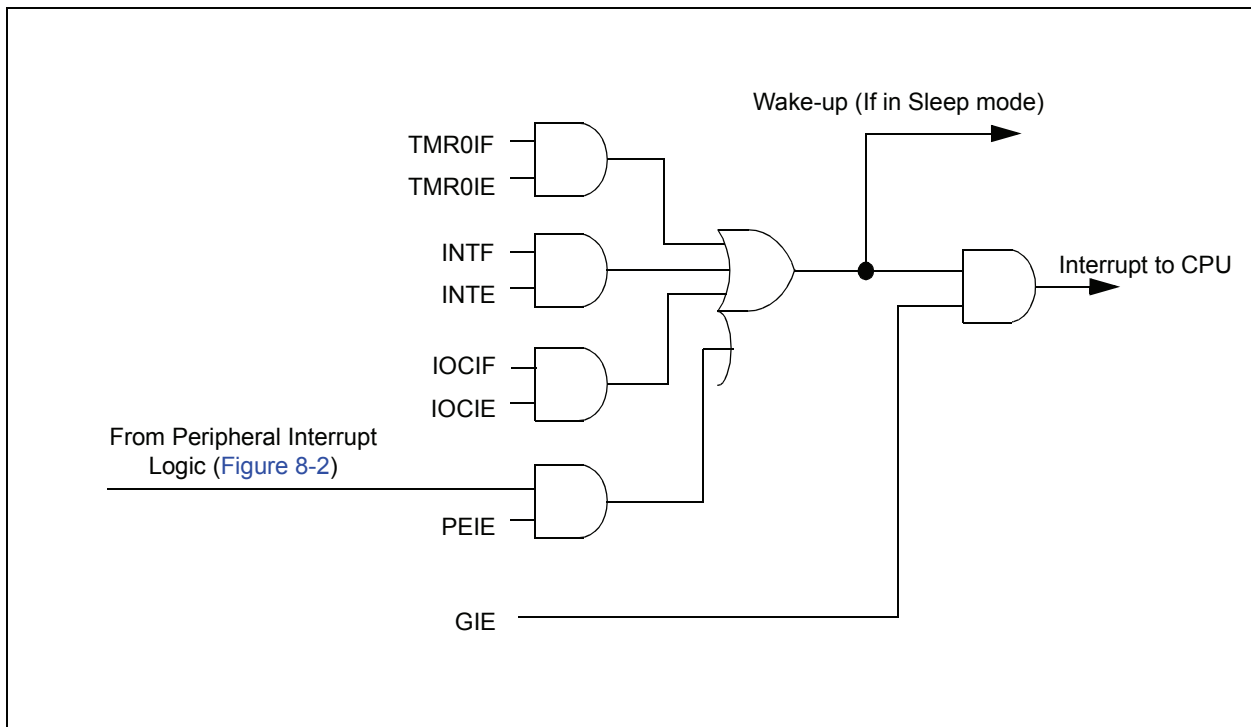 Wake-up (If in Sleep mode)
TMR0IF
TMR0IE
INTF
INTE
Interrupt to CPU
IOCIF
IOCIE
From Peripheral Interrupt
Logic (Figure 8-2)
PEIE
GIE